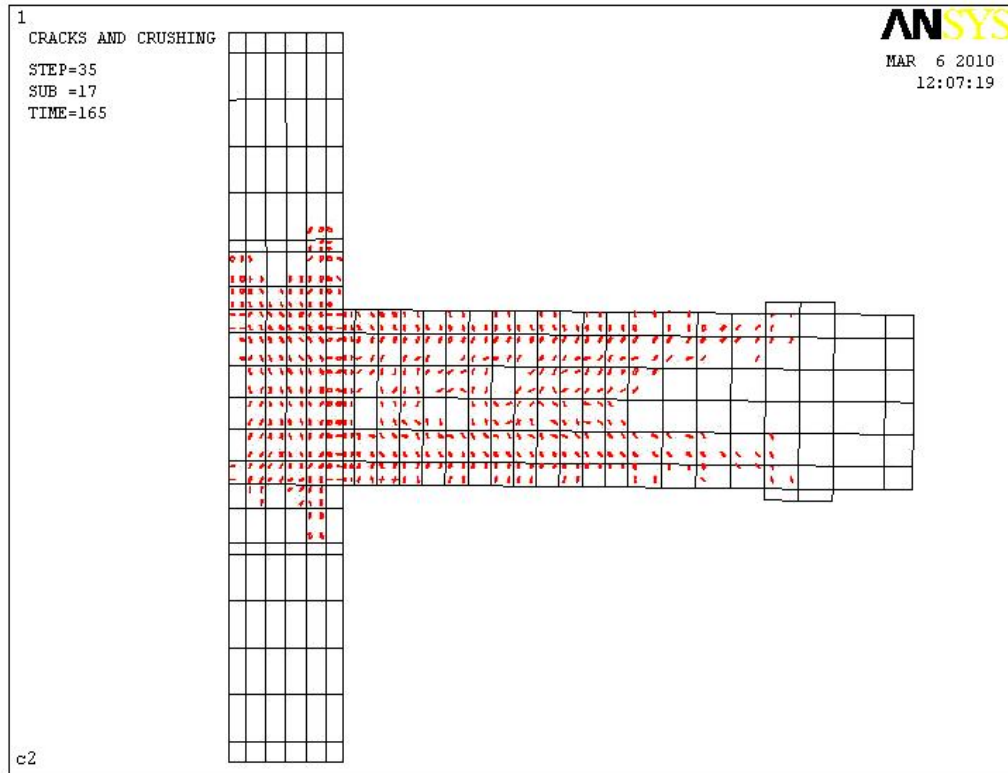 1
CRACKS AND CRUSHING
STEP=35
SUB =17
TIME=165
ANSYS
MAR  6 2010
12:07:19
c2